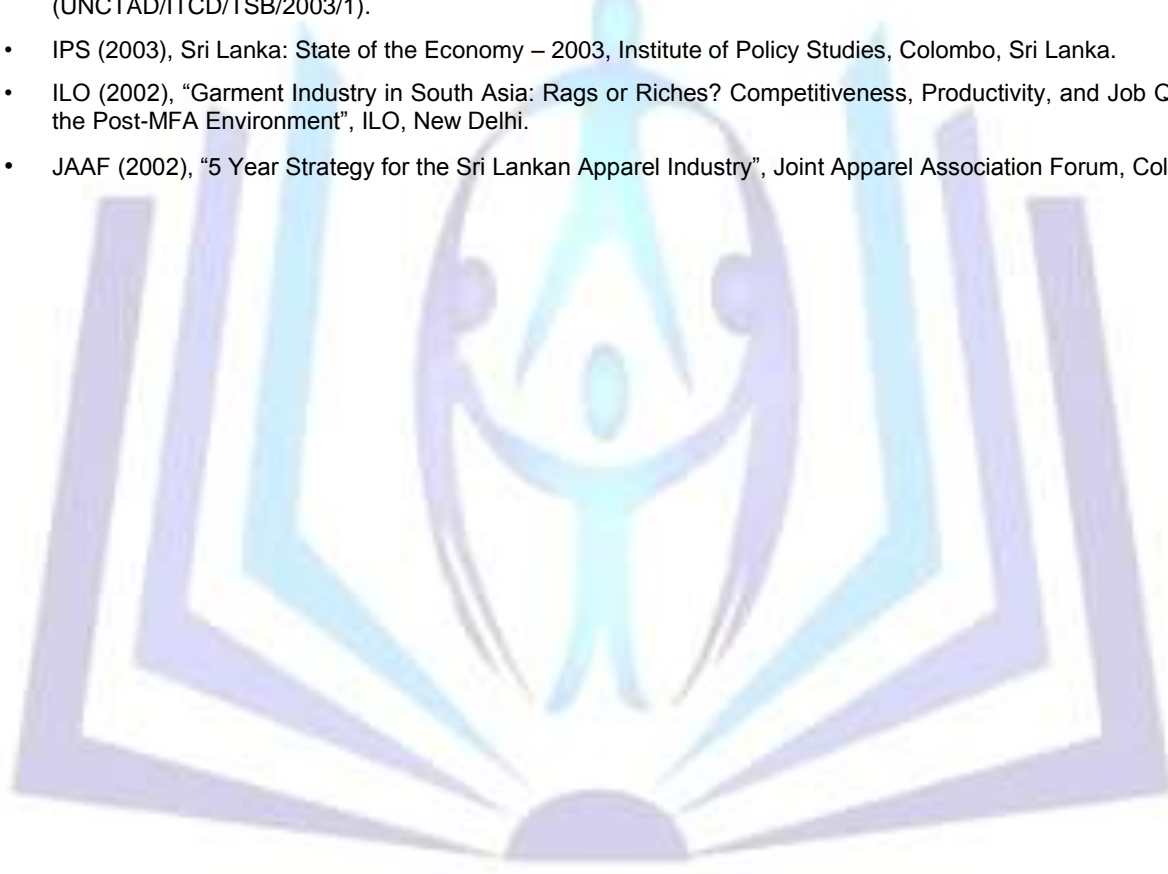 (UNCTAD/ITCD/TSB/2003/1).
• IPS (2003), Sri Lanka: State of the Economy – 2003, Institute of Policy Studies, Colombo, Sri Lanka.
• ILO (2002), “Garment Industry in South Asia: Rags or Riches? Competitiveness, Productivity, and Job
the Post-MFA Environment”, ILO, New Delhi.
• JAAF (2002), “5 Year Strategy for the Sri Lankan Apparel Industry”, Joint Apparel Association Forum,